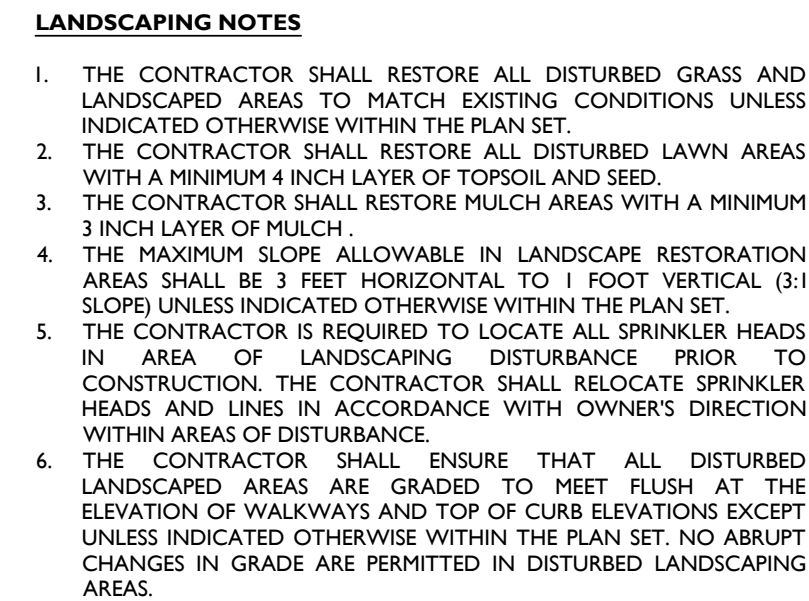 LANDSCAPING NOTES
1. THE CONTRACTOR SHALL RESTORE ALL DISTURBED GRASS AND
LANDSCAPED AREAS TO MATCH EXISTING CONDITIONS UNLESS
INDICATED OTHERWISE WITHIN THE PLAN SET.
2. THE CONTRACTOR SHALL RESTORE ALL DISTURBED LAWN AREAS
WITH A MINIMUM 4 INCH LAYER OF TOPSOIL AND SEED.
3. THE CONTRACTOR SHALL RESTORE MULCH AREAS WITH A MINIMUM
3 INCH LAYER OF MULCH .
4. THE MAXIMUM SLOPE ALLOWABLE IN LANDSCAPE RESTORATION
AREAS SHALL BE 3 FEET HORIZONTAL TO 1 FOOT VERTICAL (3:1
SLOPE) UNLESS INDICATED OTHERWISE WITHIN THE PLAN SET.
5. THE CONTRACTOR IS REQUIRED TO LOCATE ALL SPRINKLER HEADS
IN AREA OF LANDSCAPING DISTURBANCE PRIOR TO
CONSTRUCTION. THE CONTRACTOR SHALL RELOCATE SPRINKLER
HEADS AND LINES IN ACCORDANCE WITH OWNER'S DIRECTION
WITHIN AREAS OF DISTURBANCE.
6. THE CONTRACTOR SHALL ENSURE THAT ALL DISTURBED
LANDSCAPED AREAS ARE GRADED TO MEET FLUSH AT THE
ELEVATION OF WALKWAYS AND TOP OF CURB ELEVATIONS EXCEPT
UNLESS INDICATED OTHERWISE WITHIN THE PLAN SET. NO ABRUPT
CHANGES IN GRADE ARE PERMITTED IN DISTURBED LANDSCAPING
AREAS.